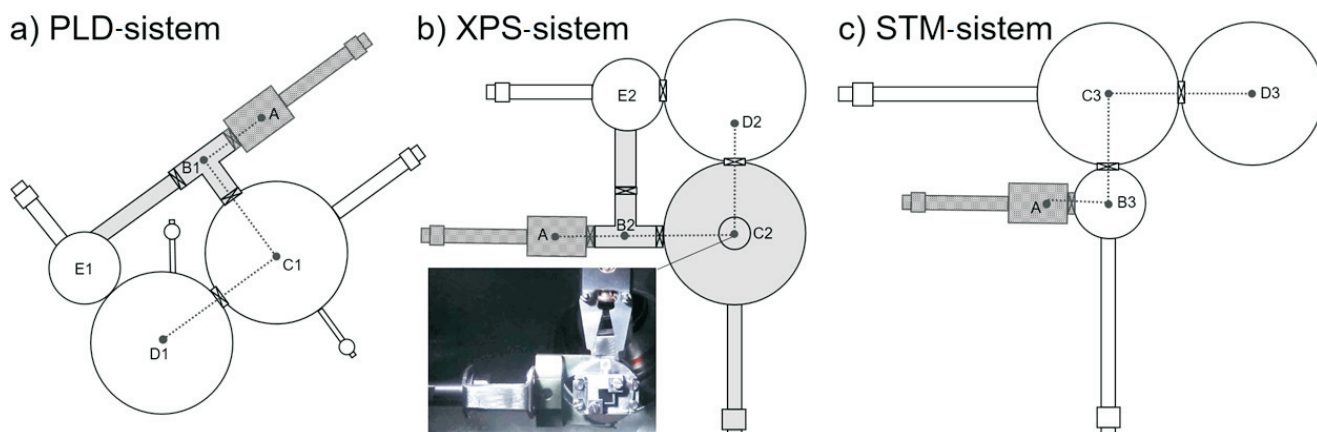 a) PLD-sistem
b) XPS-sistem
c) STM-sistem
A
B1
C1
D1
E1
E2
D2
A
B2
C2
C3
D3
A
B3